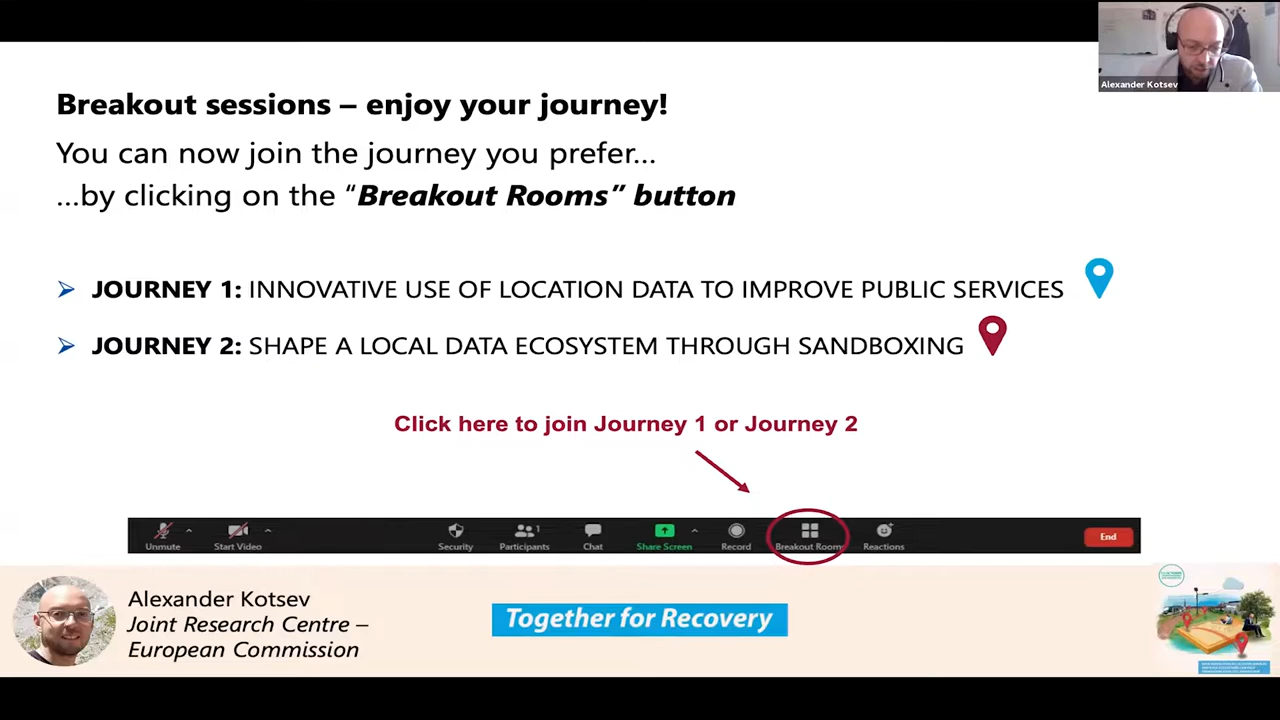 Alexander Kotsev
Breakout sessions – enjoy your journey!
You can now join the journey you prefer...
...by clicking on the “Breakout Rooms” button
➢ JOURNEY 1: INNOVATIVE USE OF LOCATION DATA TO IMPROVE PUBLIC SERVICES
➢ JOURNEY 2: SHAPE A LOCAL DATA ECOSYSTEM THROUGH SANDBOXING
Click here to join Journey 1 or Journey 2
Unmute Start Video Security Participants 1 Chat Share Screen Record Breakout Rooms Reactions End
Alexander Kotsev
Joint Research Centre –
European Commission
Together for Recovery